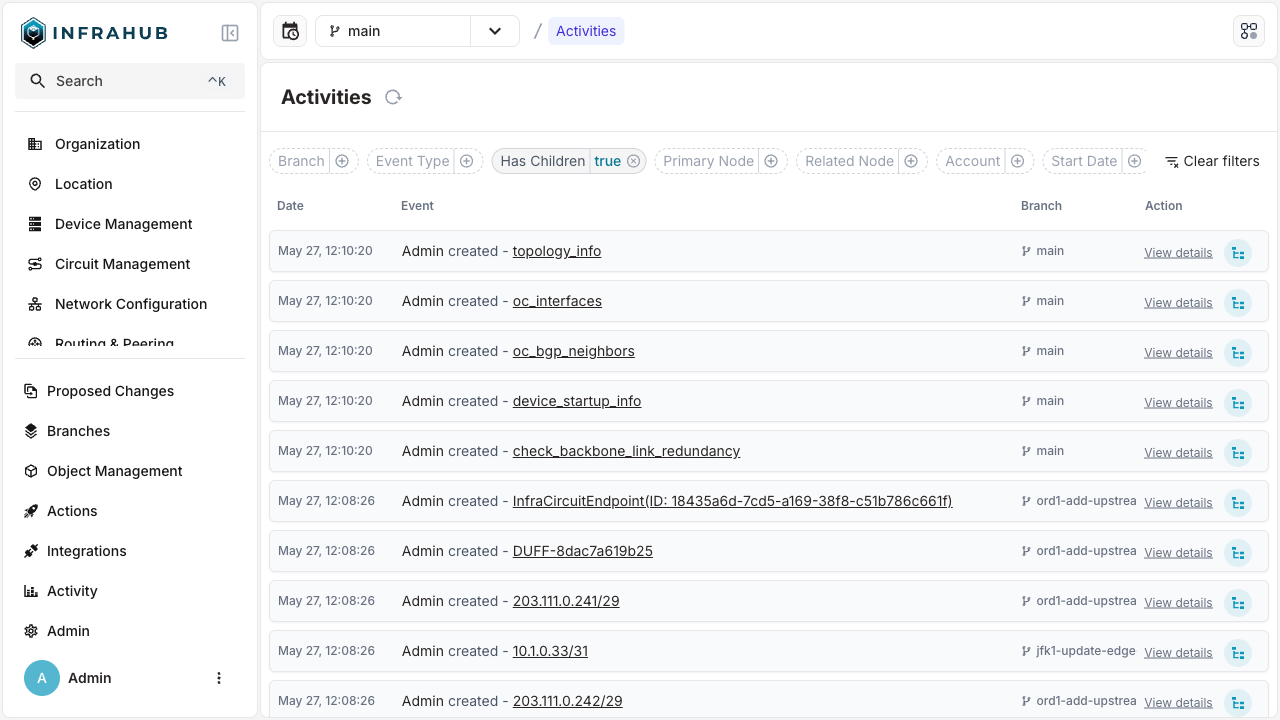 INFRAHUB
main
/
Activities
Search
^K
Organization
Location
Device Management
Circuit Management
Network Configuration
Routing & Peering
Proposed Changes
Branches
Object Management
Actions
Integrations
Activity
Admin
A Admin
Activities
Branch
Event Type
Has Children true
Primary Node
Related Node
Account
Start Date
Clear filters
Date Event Branch Action
May 27, 12:10:20 Admin created - topology_info main View details
May 27, 12:10:20 Admin created - oc_interfaces main View details
May 27, 12:10:20 Admin created - oc_bgp_neighbors main View details
May 27, 12:10:20 Admin created - device_startup_info main View details
May 27, 12:10:20 Admin created - check_backbone_link_redundancy main View details
May 27, 12:08:26 Admin created - InfraCircuitEndpoint(ID: 18435a6d-7cd5-a169-38f8-c51b786c661f) ord1-add-upstrea View details
May 27, 12:08:26 Admin created - DUFF-8dac7a619b25 ord1-add-upstrea View details
May 27, 12:08:26 Admin created - 203.111.0.241/29 ord1-add-upstrea View details
May 27, 12:08:26 Admin created - 10.1.0.33/31 jfk1-update-edge View details
May 27, 12:08:26 Admin created - 203.111.0.242/29 ord1-add-upstrea View details